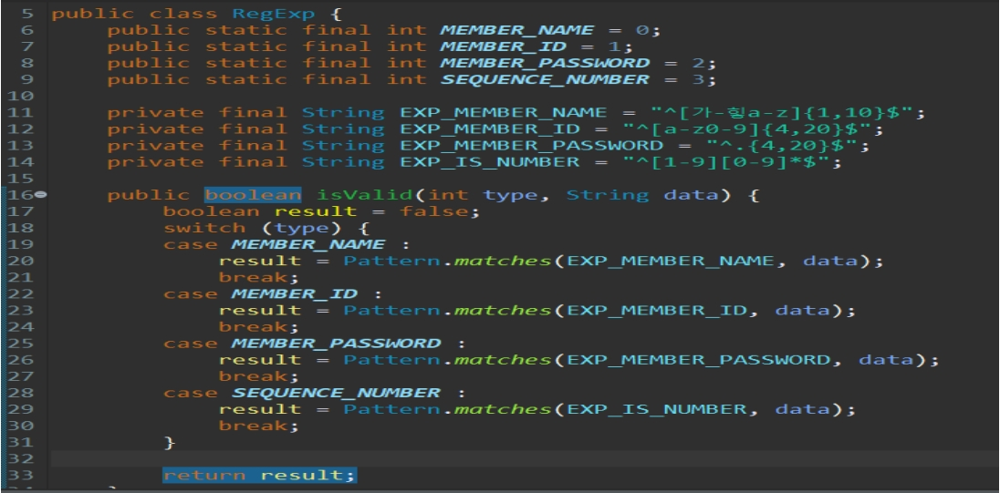 5 public class RegExp {
6 public static final int MEMBER_NAME = 0;
7 public static final int MEMBER_ID = 1;
8 public static final int MEMBER_PASSWORD = 2;
9 public static final int SEQUENCE_NUMBER = 3;
10
11 private final String EXP_MEMBER_NAME = "^[가-힣a-z]{1,10}$";
12 private final String EXP_MEMBER_ID = "^[a-z0-9]{4,20}$";
13 private final String EXP_MEMBER_PASSWORD = "^.{4,20}$";
14 private final String EXP_IS_NUMBER = "^[1-9][0-9]*$";
15
16 public boolean isValid(int type, String data) {
17 boolean result = false;
18 switch (type) {
19 case MEMBER_NAME :
20 result = Pattern.matches(EXP_MEMBER_NAME, data);
21 break;
22 case MEMBER_ID :
23 result = Pattern.matches(EXP_MEMBER_ID, data);
24 break;
25 case MEMBER_PASSWORD :
26 result = Pattern.matches(EXP_MEMBER_PASSWORD, data);
27 break;
28 case SEQUENCE_NUMBER :
29 result = Pattern.matches(EXP_IS_NUMBER, data);
30 break;
31 }
32
33 return result;